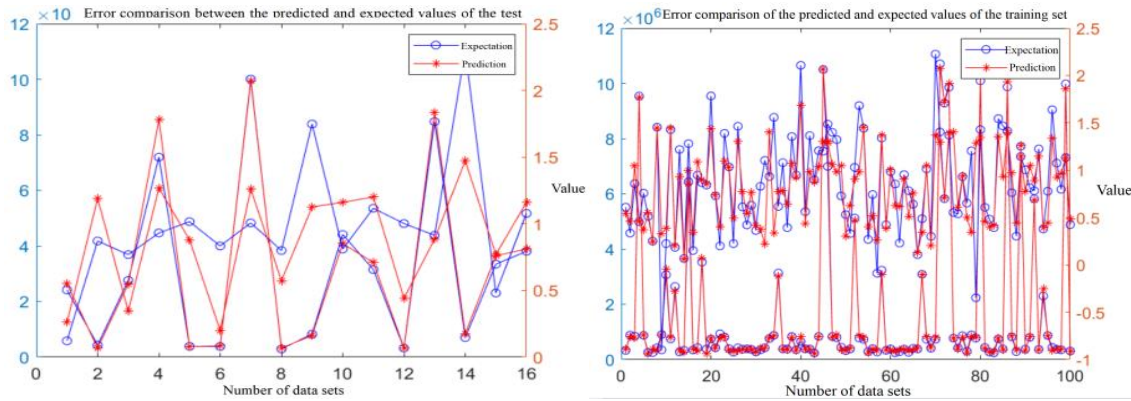 Error comparison between the predicted and expected values of the test
12 ×10
2.5
Expectation
Prediction
10
2
8
1.5
6
Value
1
4
0.5
2
0
0
0 2 4 6 8 10 12 14 16
Number of data sets
Error comparison of the predicted and expected values of the training set
12 ×10⁶
2.5
Expectation
Prediction
2
10
1.5
8
1
Value
6
0.5
4
0
2
-0.5
0
-1
0 20 40 60 80 100
Number of data sets